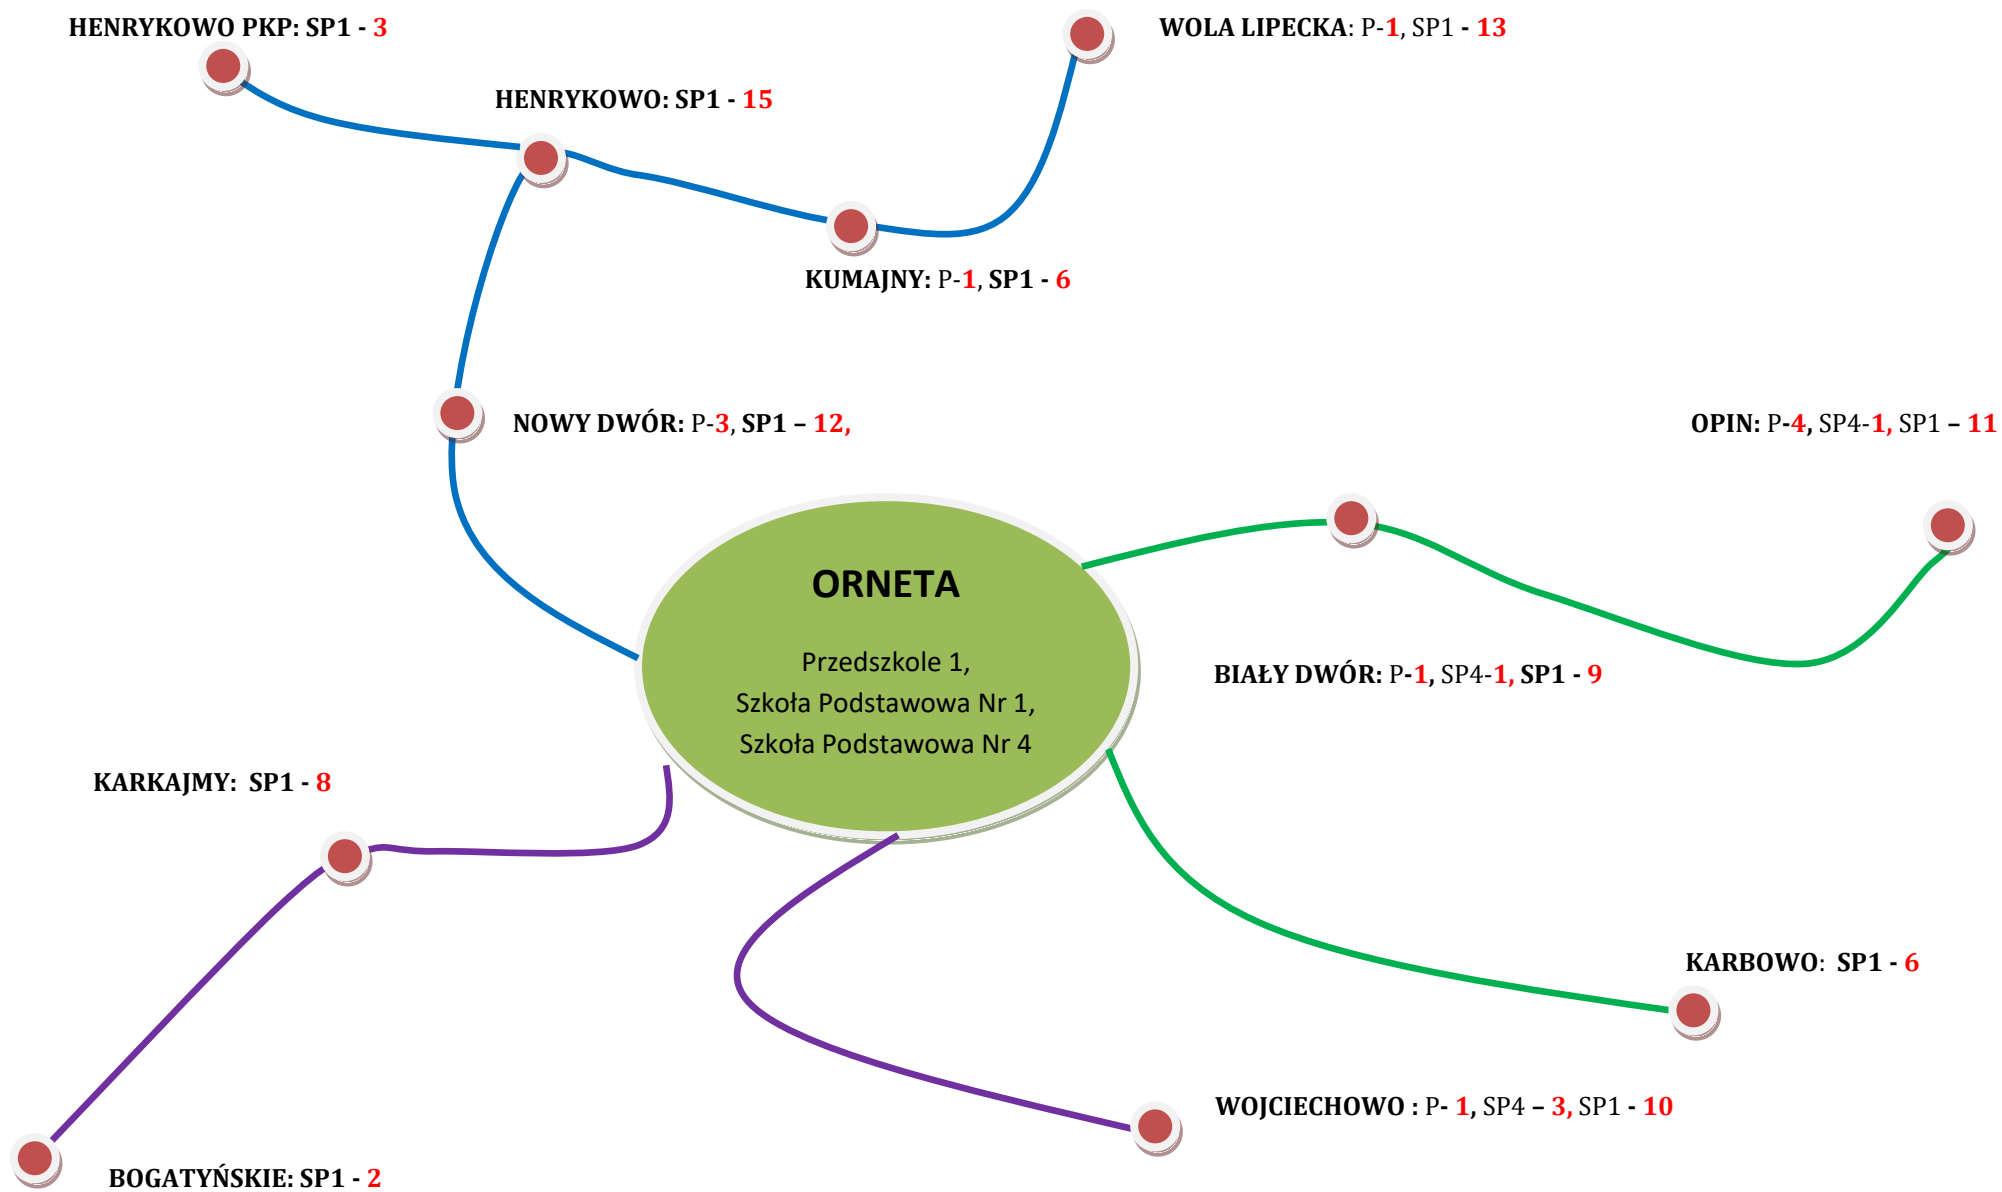 HENRYKOWO PKP: SP1 - 3
WOLA LIPECKA: P-1, SP1 - 13
HENRYKOWO: SP1 - 15
KUMAJNY: P-1, SP1 - 6
NOWY DWÓR: P-3, SP1 – 12,
OPIN: P-4, SP4-1, SP1 – 11
ORNETA
Przedszkole 1,
Szkoła Podstawowa Nr 1,
Szkoła Podstawowa Nr 4
BIAŁY DWÓR: P-1, SP4-1, SP1 - 9
KARKAJMY:  SP1 - 8
KARBOWO:  SP1 - 6
WOJCIECHOWO : P- 1, SP4 – 3, SP1 - 10
BOGATYŃSKIE: SP1 - 2